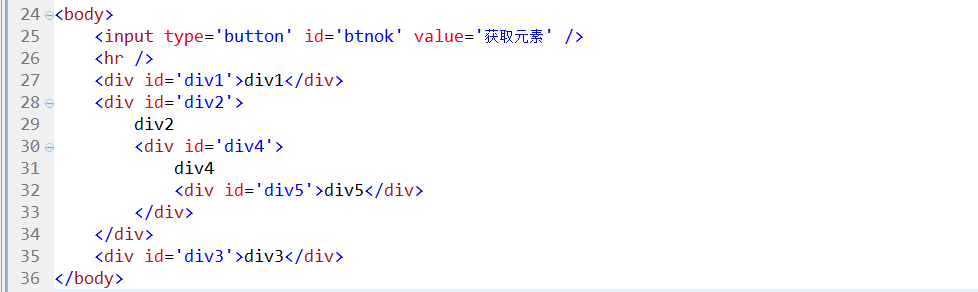 24 <body>
25     <input type='button' id='btnok' value='获取元素' />
26     <hr />
27     <div id='div1'>div1</div>
28     <div id='div2'>
29         div2
30         <div id='div4'>
31             div4
32             <div id='div5'>div5</div>
33         </div>
34     </div>
35     <div id='div3'>div3</div>
36 </body>